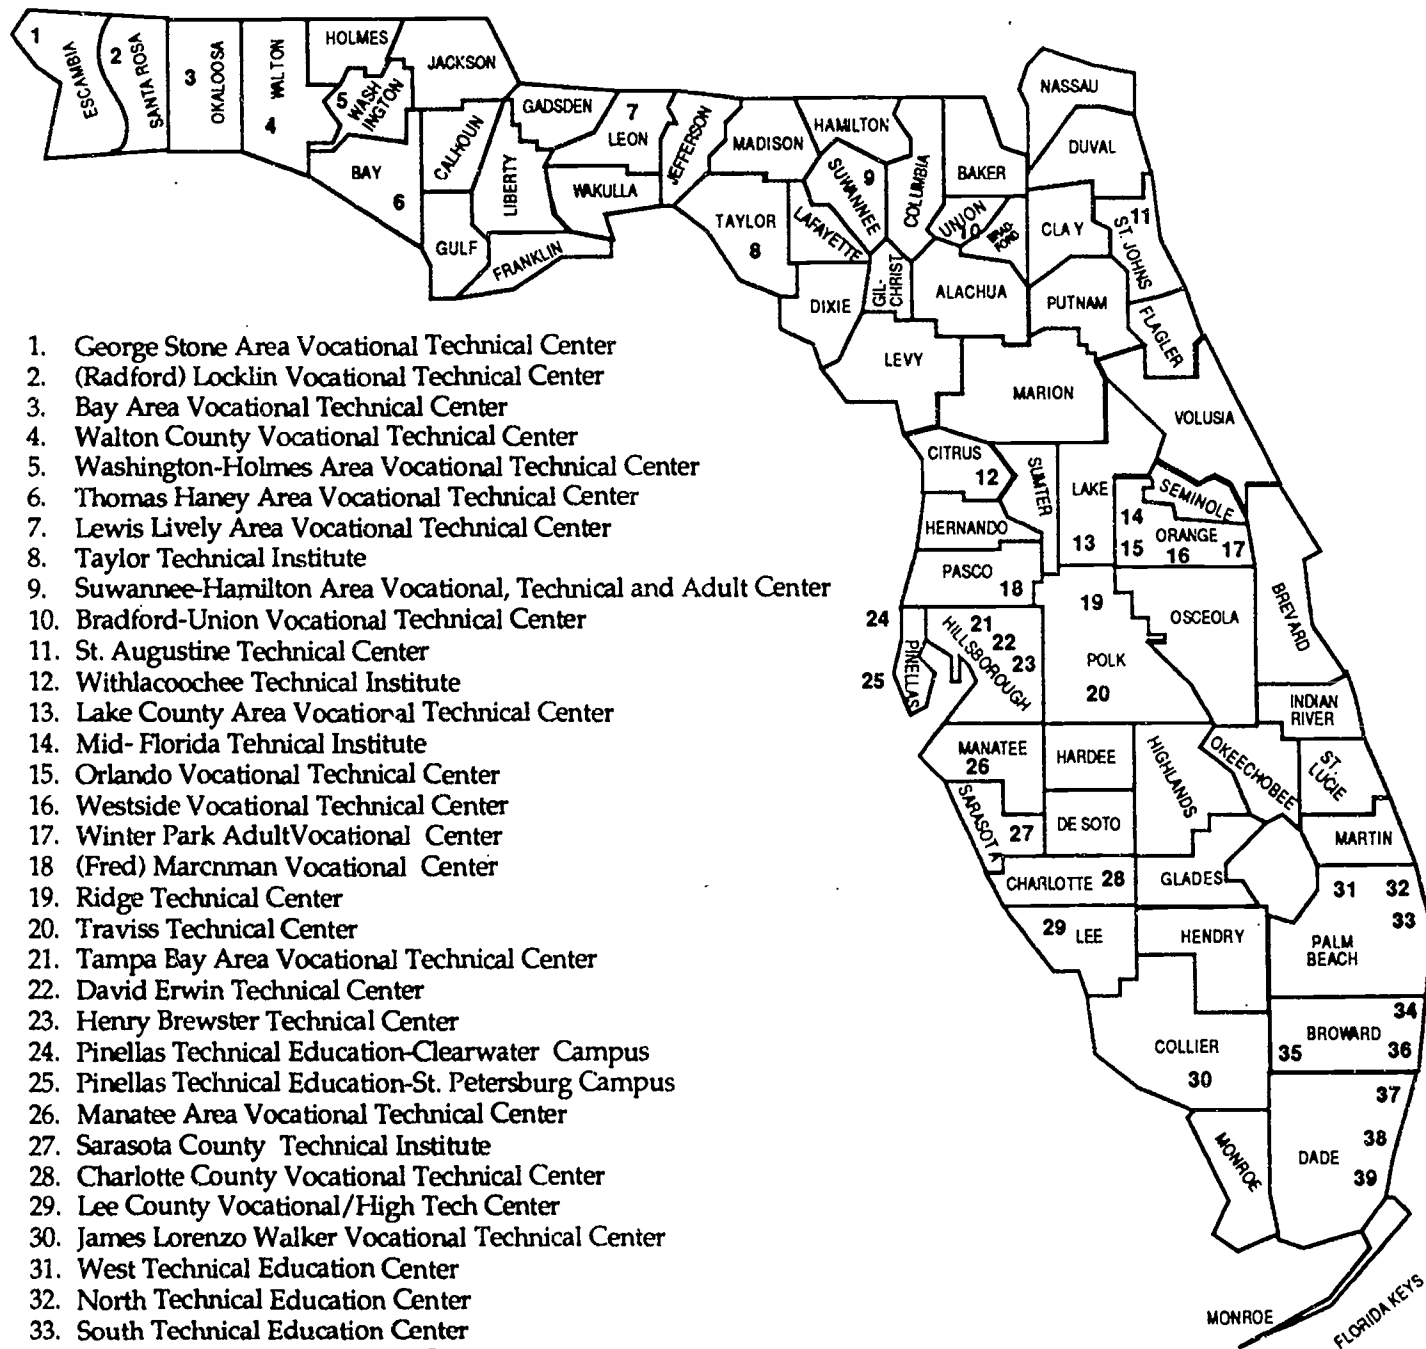 1
ESCAMBIA
2
SANTA ROSA
3
OKALOOSA
WALTON
4
HOLMES
5
WASH
INGTON
JACKSON
BAY
6
CALHOUN
GULF
GADSDEN
LIBERTY
FRANKLIN
7
LEON
WAKULLA
JEFFERSON
MADISON
TAYLOR
8
HAMILTON
SUWANNEE
9
LAFAYETTE
DIXIE
COLUMBIA
GIL-
CHRIST
BAKER
UNION
10
BRAD-
FORD
ALACHUA
NASSAU
DUVAL
CLAY
11
ST. JOHNS
PUTNAM
FLAGLER
LEVY
MARION
VOLUSIA
CITRUS
12
SUMTER
LAKE
13
SEMINOLE
14
15
ORANGE
16
17
HERNANDO
PASCO
18
BREVARD
OSCEOLA
19
POLK
20
24
PINELLAS
25
HILLSBOROUGH
21
22
23
INDIAN
RIVER
MANATEE
26
HARDEE
HIGHLANDS
OKEECHOBEE
ST.
LUCIE
SARASOTA
27
DE SOTO
MARTIN
CHARLOTTE 28
GLADES
31
32
33
PALM
BEACH
29 LEE
HENDRY
COLLIER
30
34
BROWARD
35
36
37
38
DADE
39
MONROE
MONROE
FLORIDA KEYS
1. George Stone Area Vocational Technical Center
2. (Radford) Locklin Vocational Technical Center
3. Bay Area Vocational Technical Center
4. Walton County Vocational Technical Center
5. Washington-Holmes Area Vocational Technical Center
6. Thomas Haney Area Vocational Technical Center
7. Lewis Lively Area Vocational Technical Center
8. Taylor Technical Institute
9. Suwannee-Hamilton Area Vocational, Technical and Adult Center
10. Bradford-Union Vocational Technical Center
11. St. Augustine Technical Center
12. Withlacoochee Technical Institute
13. Lake County Area Vocational Technical Center
14. Mid- Florida Tehnical Institute
15. Orlando Vocational Technical Center
16. Westside Vocational Technical Center
17. Winter Park AdultVocational Center
18 (Fred) Marcnman Vocational Center
19. Ridge Technical Center
20. Traviss Technical Center
21. Tampa Bay Area Vocational Technical Center
22. David Erwin Technical Center
23. Henry Brewster Technical Center
24. Pinellas Technical Education-Clearwater Campus
25. Pinellas Technical Education-St. Petersburg Campus
26. Manatee Area Vocational Technical Center
27. Sarasota County Technical Institute
28. Charlotte County Vocational Technical Center
29. Lee County Vocational/High Tech Center
30. James Lorenzo Walker Vocational Technical Center
31. West Technical Education Center
32. North Technical Education Center
33. South Technical Education Center